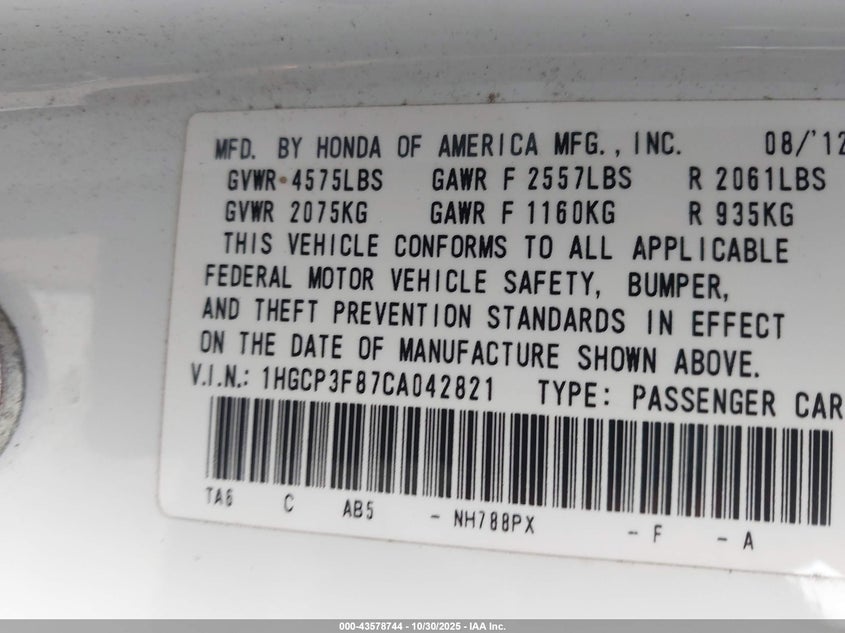 MFD. BY HONDA OF AMERICA MFG., INC. 08/'12
GVWR 4575LBS GAWR F 2557LBS R 2061LBS
GVWR 2075KG GAWR F 1160KG R 935KG
THIS VEHICLE CONFORMS TO ALL APPLICABLE
FEDERAL MOTOR VEHICLE SAFETY, BUMPER,
AND THEFT PREVENTION STANDARDS IN EFFECT
ON THE DATE OF MANUFACTURE SHOWN ABOVE.
V.I.N.: 1HGCP3F87CA042821 TYPE: PASSENGER CAR
TA6 C AB5 - NH788PX - F - A
000-43578744 | 10/30/2025 - IAA Inc.